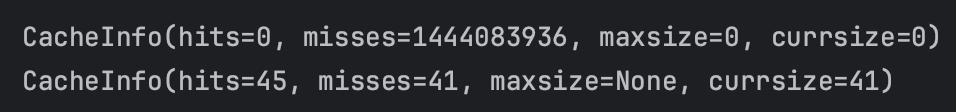 CacheInfo(hits=0, misses=1444083936, maxsize=0, currsize=0)
CacheInfo(hits=45, misses=41, maxsize=None, currsize=41)